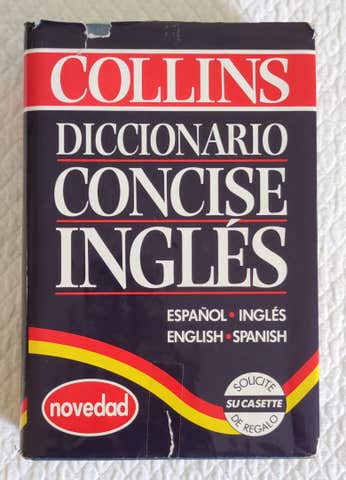 COLLINS
DICCIONARIO
CONCISE
INGLÉS
ESPAÑOL • INGLÉS
ENGLISH • SPANISH
novedad
SOLICITE
SU CASETTE
DE REGALO